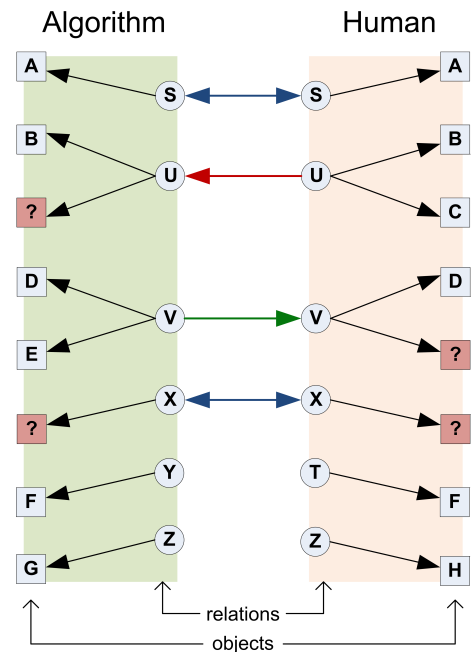 Algorithm Human
A A
S S
B B
U U
? C
D D
V V
E ?
X X
? ?
Y T
F F
Z Z
G H
relations
objects